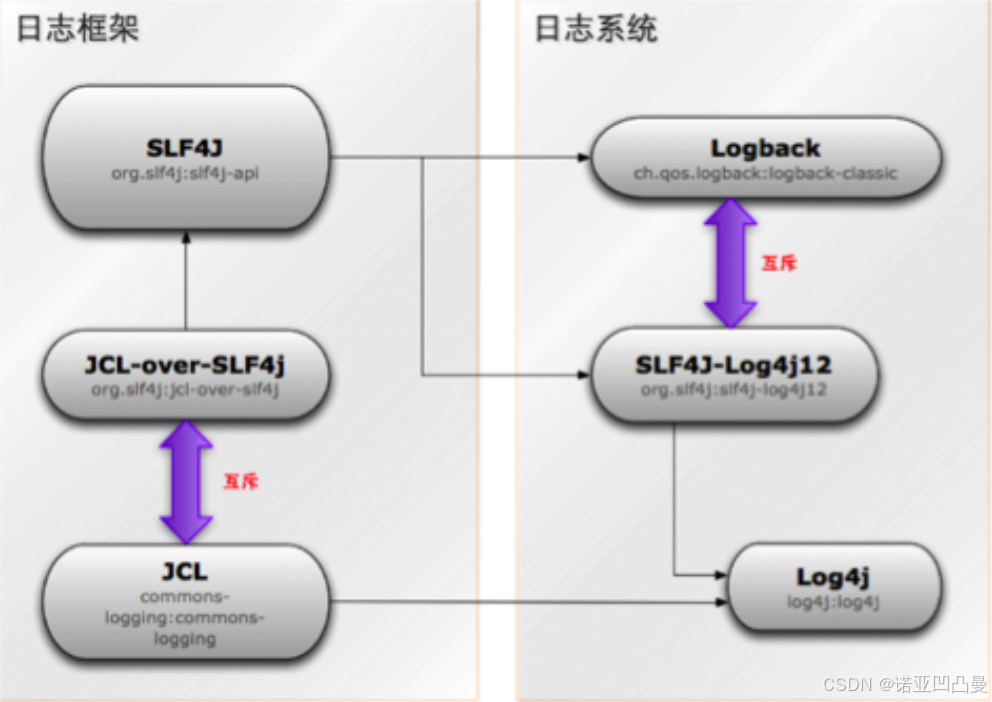 日志框架
日志系统
SLF4J
org.slf4j:slf4j-api
Logback
ch.qos.logback:logback-classic
互斥
JCL-over-SLF4j
org.slf4j:jcl-over-slf4j
SLF4J-Log4j12
org.slf4j:slf4j-log4j12
互斥
JCL
commons-
logging:commons-
logging
Log4j
log4j:log4j
CSDN @诺亚凹凸曼